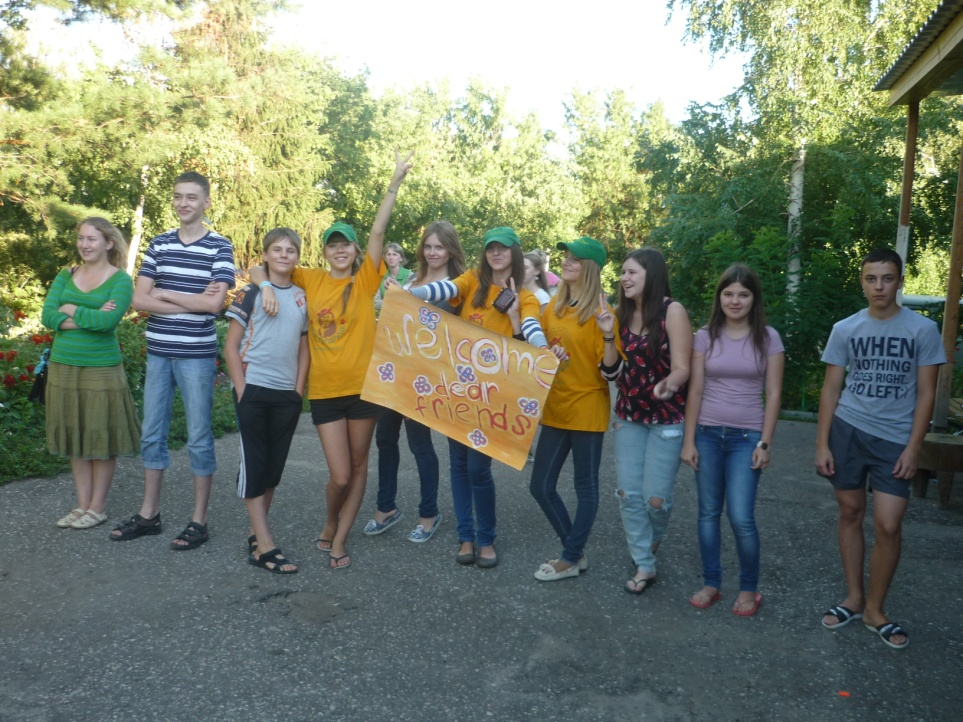 Welcome
dear
friends
WHEN
NOTHING
GOES RIGHT..
GO LEFT!